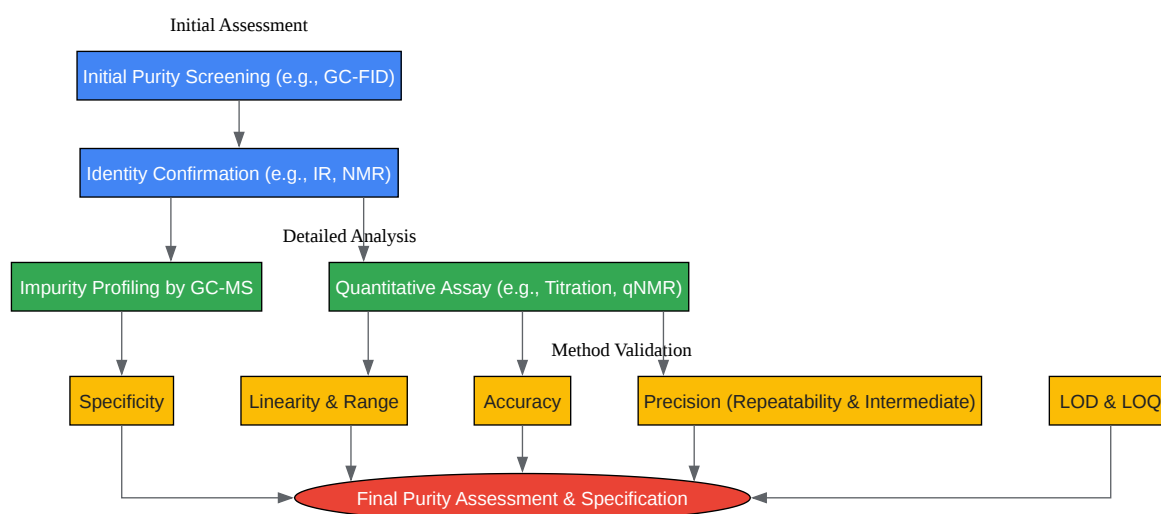 Initial Assessment
Initial Purity Screening (e.g., GC-FID)
Identity Confirmation (e.g., IR, NMR)
Detailed Analysis
Impurity Profiling by GC-MS
Quantitative Assay (e.g., Titration, qNMR)
Method Validation
Specificity
Linearity & Range
Accuracy
Precision (Repeatability & Intermediate)
LOD & LOQ
Final Purity Assessment & Specification